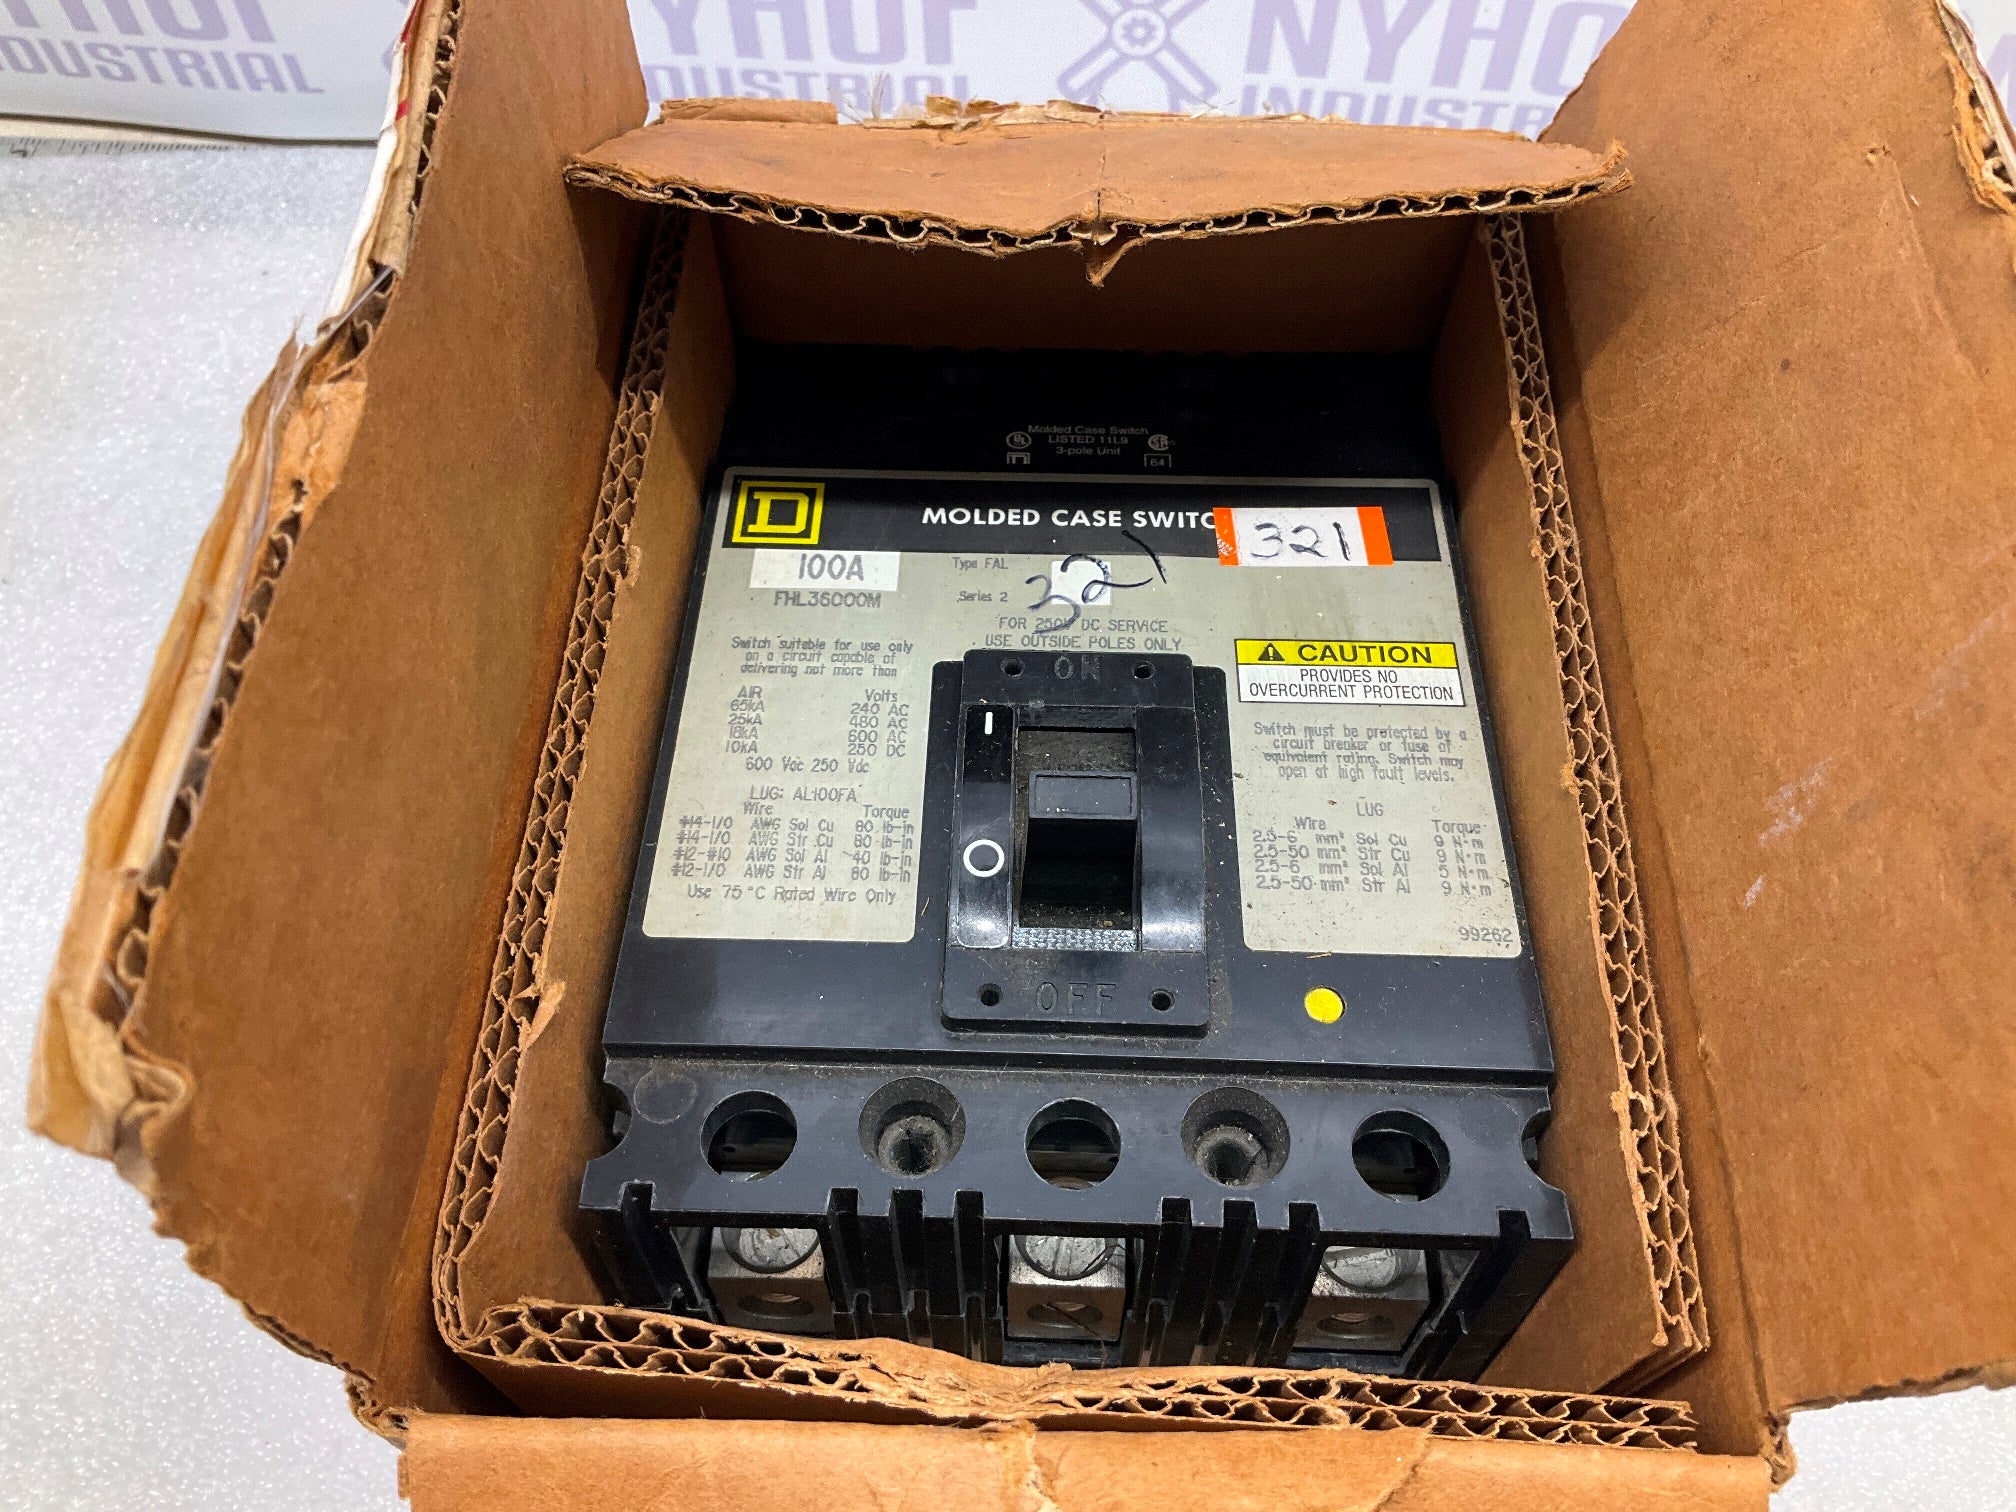 NYHOF
INDUSTRIAL
Molded Case Switch
LISTED 11L9
3-pole Unit
UL
64
D
MOLDED CASE SWITC
321
100A
FHL36000M
Type FAL
Series 2
321
FOR 250V DC SERVICE
USE OUTSIDE POLES ONLY
Switch suitable for use only
on a circuit capable of
delivering not more than
AIR Volts
65kA 240 AC
25kA 480 AC
18kA 600 AC
10kA 250 DC
600 Vac 250 Vdc
LUG: AL100FA
Wire Torque
#14-1/0 AWG Sol Cu 80 lb-in
#14-1/0 AWG Str Cu 80 lb-in
#12-#10 AWG Sol Al 40 lb-in
#12-1/0 AWG Str Al 80 lb-in
Use 75 °C Rated Wire Only
ON
I
O
OFF
CAUTION
PROVIDES NO
OVERCURRENT PROTECTION
Switch must be protected by a
circuit breaker or fuse of
equivalent rating. Switch may
open at high fault levels.
LUG
Wire Torque
2.5-6 mm² Sol Cu 9 N·m
2.5-50 mm² Str Cu 9 N·m
2.5-6 mm² Sol Al 5 N·m
2.5-50 mm² Str Al 9 N·m
99262